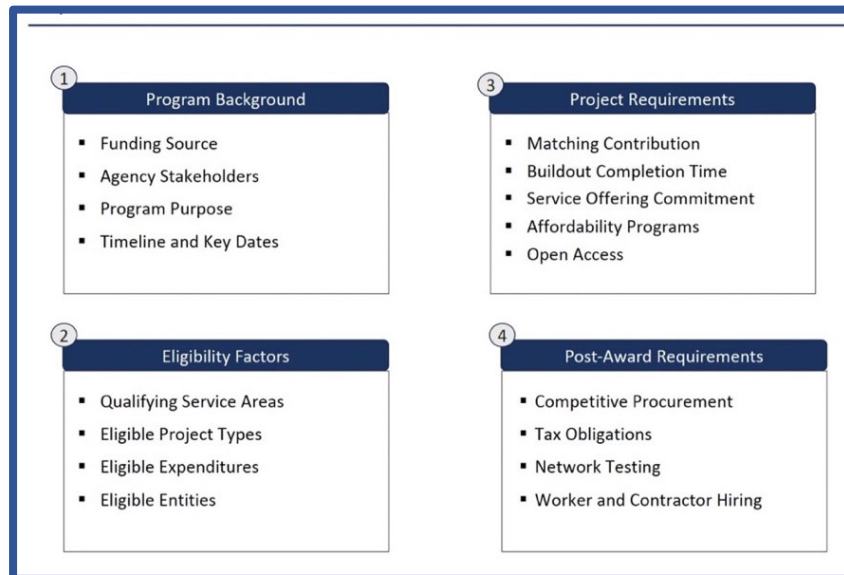 1
Program Background
▪ Funding Source
▪ Agency Stakeholders
▪ Program Purpose
▪ Timeline and Key Dates
2
Eligibility Factors
▪ Qualifying Service Areas
▪ Eligible Project Types
▪ Eligible Expenditures
▪ Eligible Entities
3
Project Requirements
▪ Matching Contribution
▪ Buildout Completion Time
▪ Service Offering Commitment
▪ Affordability Programs
▪ Open Access
4
Post-Award Requirements
▪ Competitive Procurement
▪ Tax Obligations
▪ Network Testing
▪ Worker and Contractor Hiring